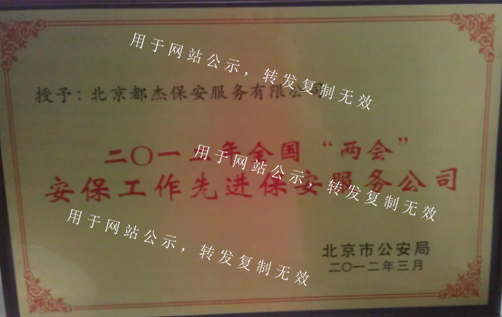 用于网站公示，转发复制无效
授予：北京都杰保安服务有限公司
二〇一二年全国“两会”
用于网站公示，转发复制无效
安保工作先进保安服务公司
用于网站公示，转发复制无效
北京市公安局
二〇一二年三月